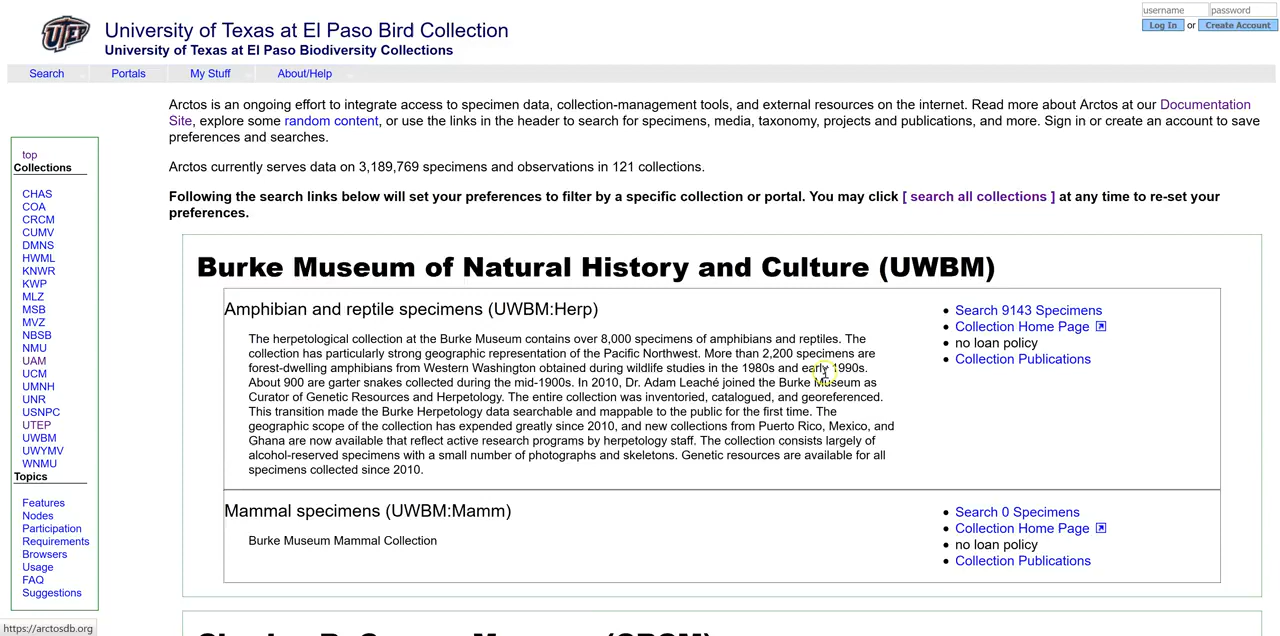 username password
Log In or Create Account
UTEP
University of Texas at El Paso Bird Collection
University of Texas at El Paso Biodiversity Collections
Search Portals My Stuff About/Help
Arctos is an ongoing effort to integrate access to specimen data, collection-management tools, and external resources on the internet. Read more about Arctos at our Documentation
Site, explore some random content, or use the links in the header to search for specimens, media, taxonomy, projects and publications, and more. Sign in or create an account to save
preferences and searches.
Arctos currently serves data on 3,189,769 specimens and observations in 121 collections.
Following the search links below will set your preferences to filter by a specific collection or portal. You may click [ search all collections ] at any time to re-set your
preferences.
top
Collections
CHAS
COA
CRCM
CUMV
DMNS
HWML
KNWR
KWP
MLZ
MSB
MVZ
NBSB
NMU
UAM
UCM
UMNH
UNR
USNPC
UTEP
UWBM
UWYMV
WNMU
Topics
Features
Nodes
Participation
Requirements
Browsers
Usage
FAQ
Suggestions
Burke Museum of Natural History and Culture (UWBM)
Amphibian and reptile specimens (UWBM:Herp)
The herpetological collection at the Burke Museum contains over 8,000 specimens of amphibians and reptiles. The
collection has particularly strong geographic representation of the Pacific Northwest. More than 2,200 specimens are
forest-dwelling amphibians from Western Washington obtained during wildlife studies in the 1980s and early 1990s.
About 900 are garter snakes collected during the mid-1900s. In 2010, Dr. Adam Leaché joined the Burke Museum as
Curator of Genetic Resources and Herpetology. The entire collection was inventoried, catalogued, and georeferenced.
This transition made the Burke Herpetology data searchable and mappable to the public for the first time. The
geographic scope of the collection has expended greatly since 2010, and new collections from Puerto Rico, Mexico, and
Ghana are now available that reflect active research programs by herpetology staff. The collection consists largely of
alcohol-reserved specimens with a small number of photographs and skeletons. Genetic resources are available for all
specimens collected since 2010.
Search 9143 Specimens
Collection Home Page
no loan policy
Collection Publications
Mammal specimens (UWBM:Mamm)
Burke Museum Mammal Collection
Search 0 Specimens
Collection Home Page
no loan policy
Collection Publications
https://arctosdb.org